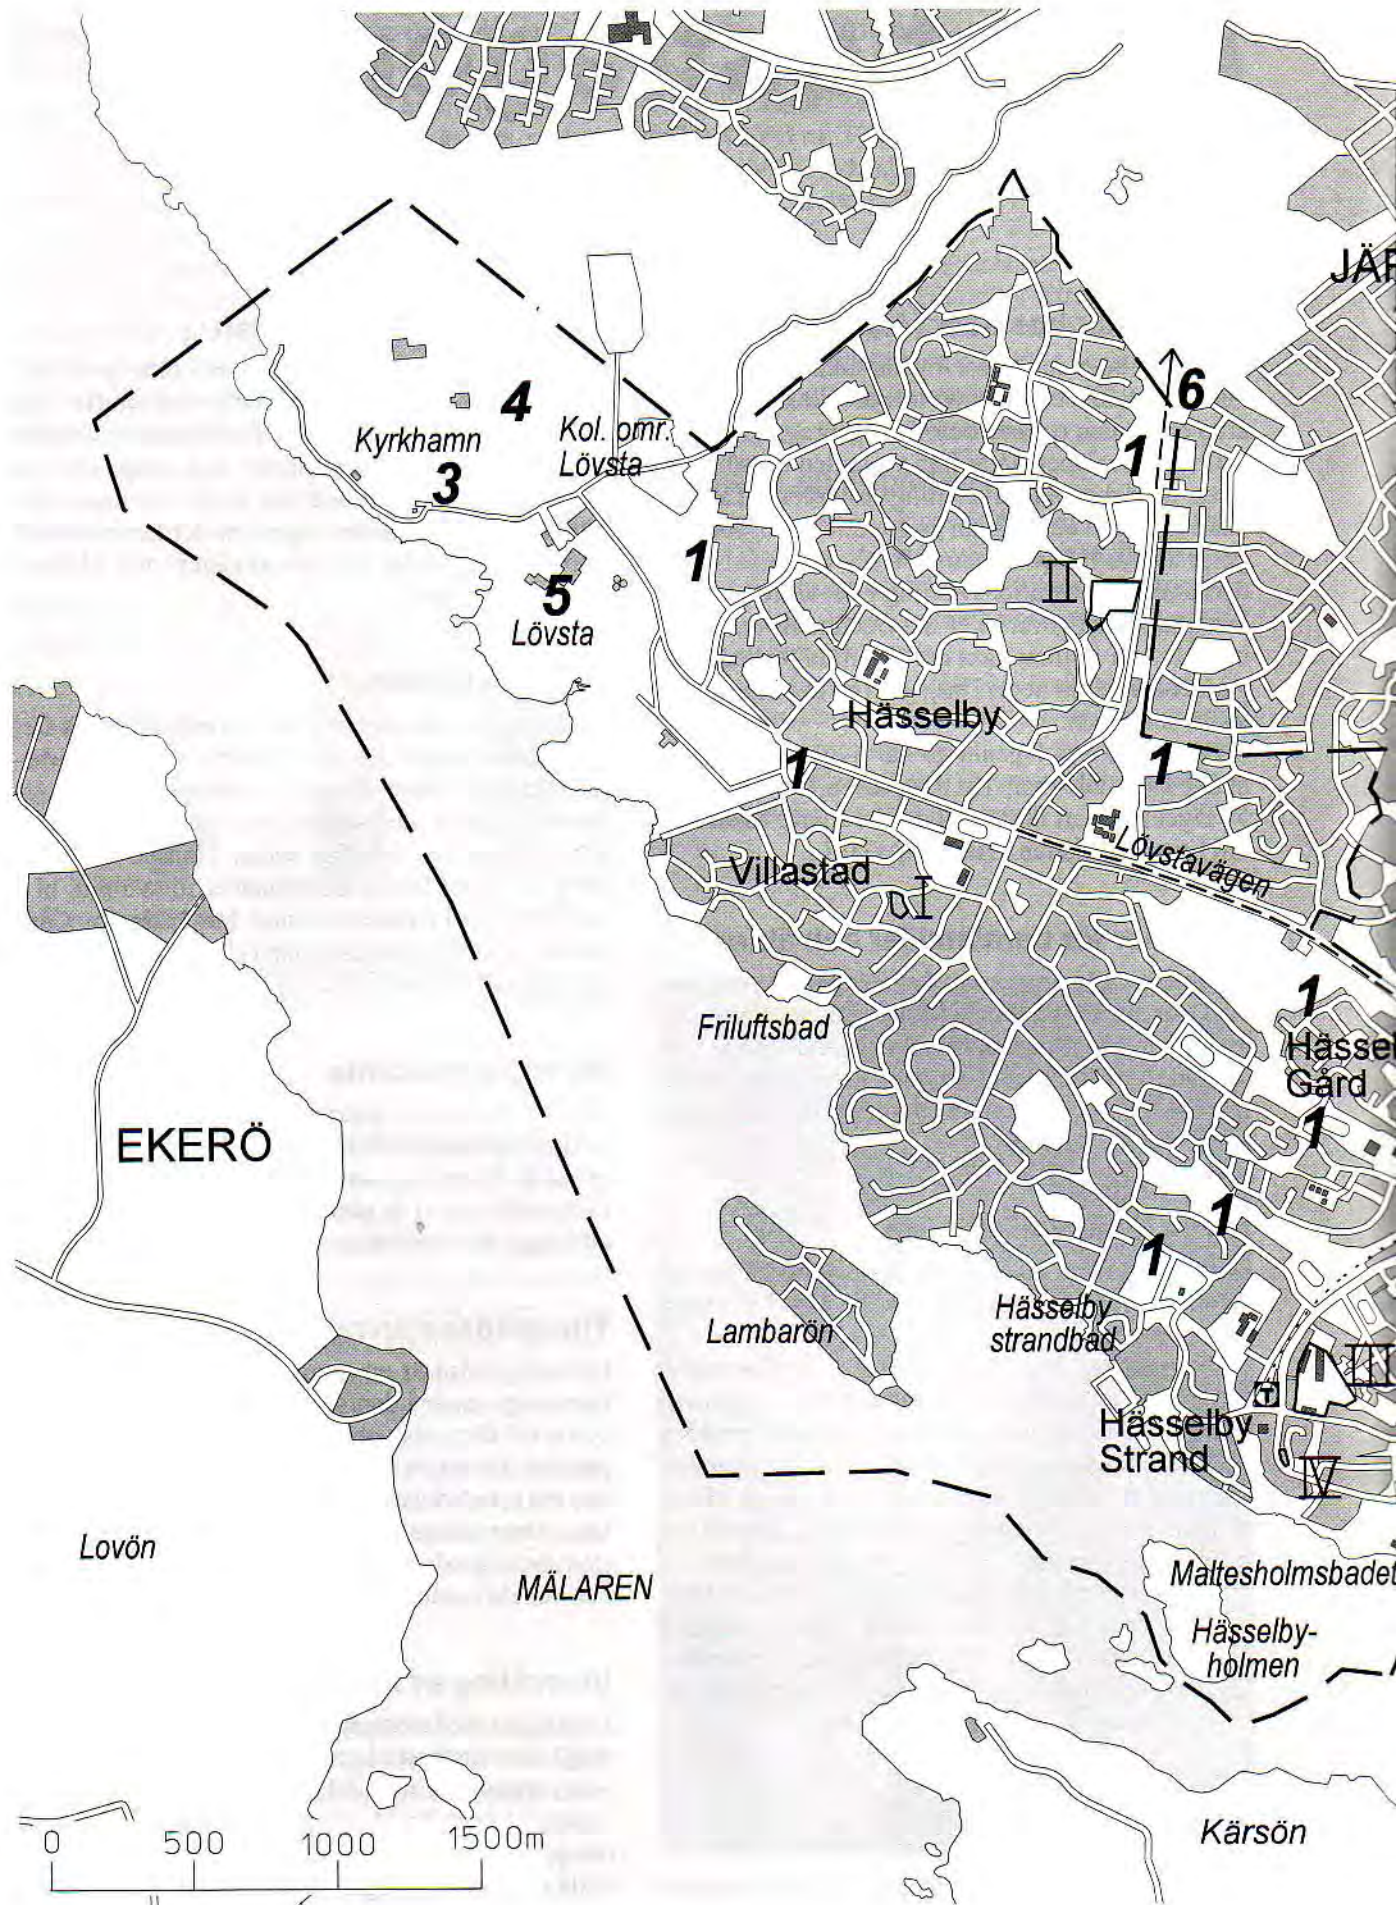 JÄR
6
4
Kyrkhamn
Kol. omr.
Lövsta
1
3
1
II
5
Lövsta
Hässelby
1
1
Lövstavägen
Villastad
I
1
Friluftsbad
Hässel
Gård
1
EKERÖ
1
1
Hässelby
strandbad
Lambarön
III
T
Hässelby
Strand
IV
Lovön
MÄLAREN
Maltesholmsbadet
Hässelby-
holmen
Kärsön
0 500 1000 1500m